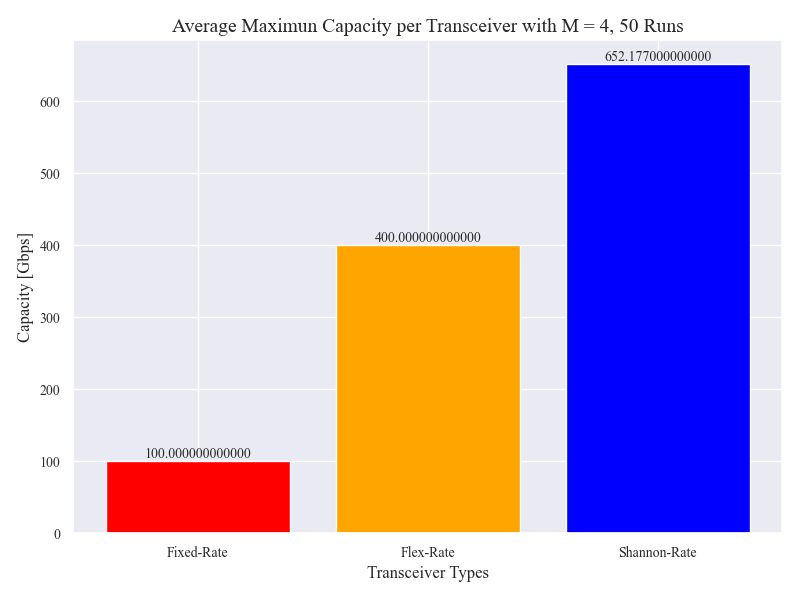 Average Maximun Capacity per Transceiver with M = 4, 50 Runs
652.177000000000
600
500
400.000000000000
400
Capacity [Gbps]
300
200
100.000000000000
100
0
Fixed-Rate Flex-Rate Shannon-Rate
Transceiver Types